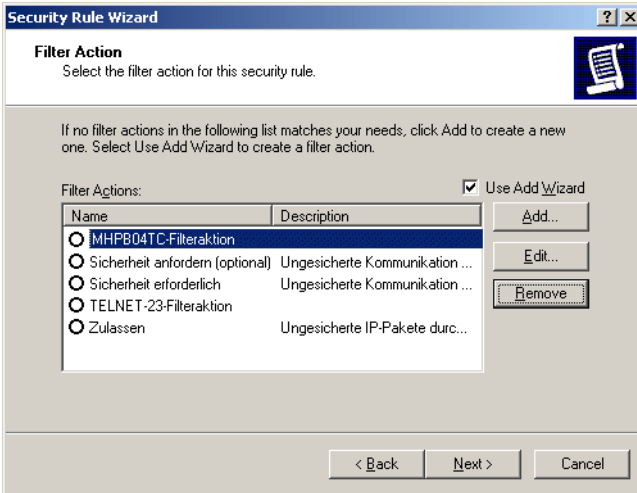 Security Rule Wizard
Filter Action
Select the filter action for this security rule.
If no filter actions in the following list matches your needs, click Add to create a new
one. Select Use Add Wizard to create a filter action.
Filter Actions:
Use Add Wizard
Name Description
MHPB04TC-Filteraktion
Sicherheit anfordern (optional) Ungesicherte Kommunikation ...
Sicherheit erforderlich Ungesicherte Kommunikation ...
TELNET-23-Filteraktion
Zulassen Ungesicherte IP-Pakete durc...
Add...
Edit...
Remove
< Back Next > Cancel